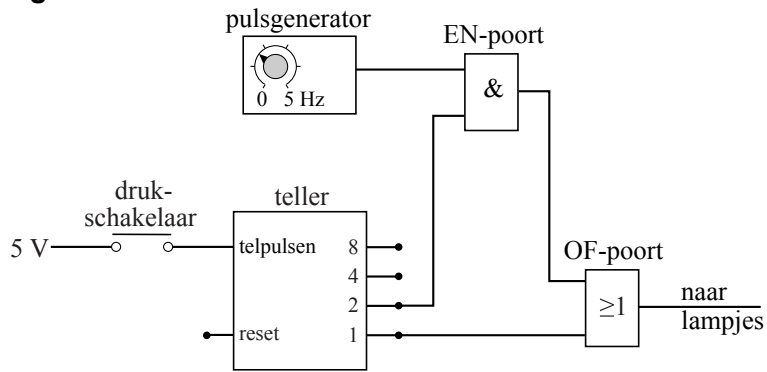 g
pulsgenerator
EN-poort
&
0 5 Hz
druk-
schakelaar
teller
5 V
telpulsen
8
4
2
reset
1
OF-poort
≥1
naar
lampjes